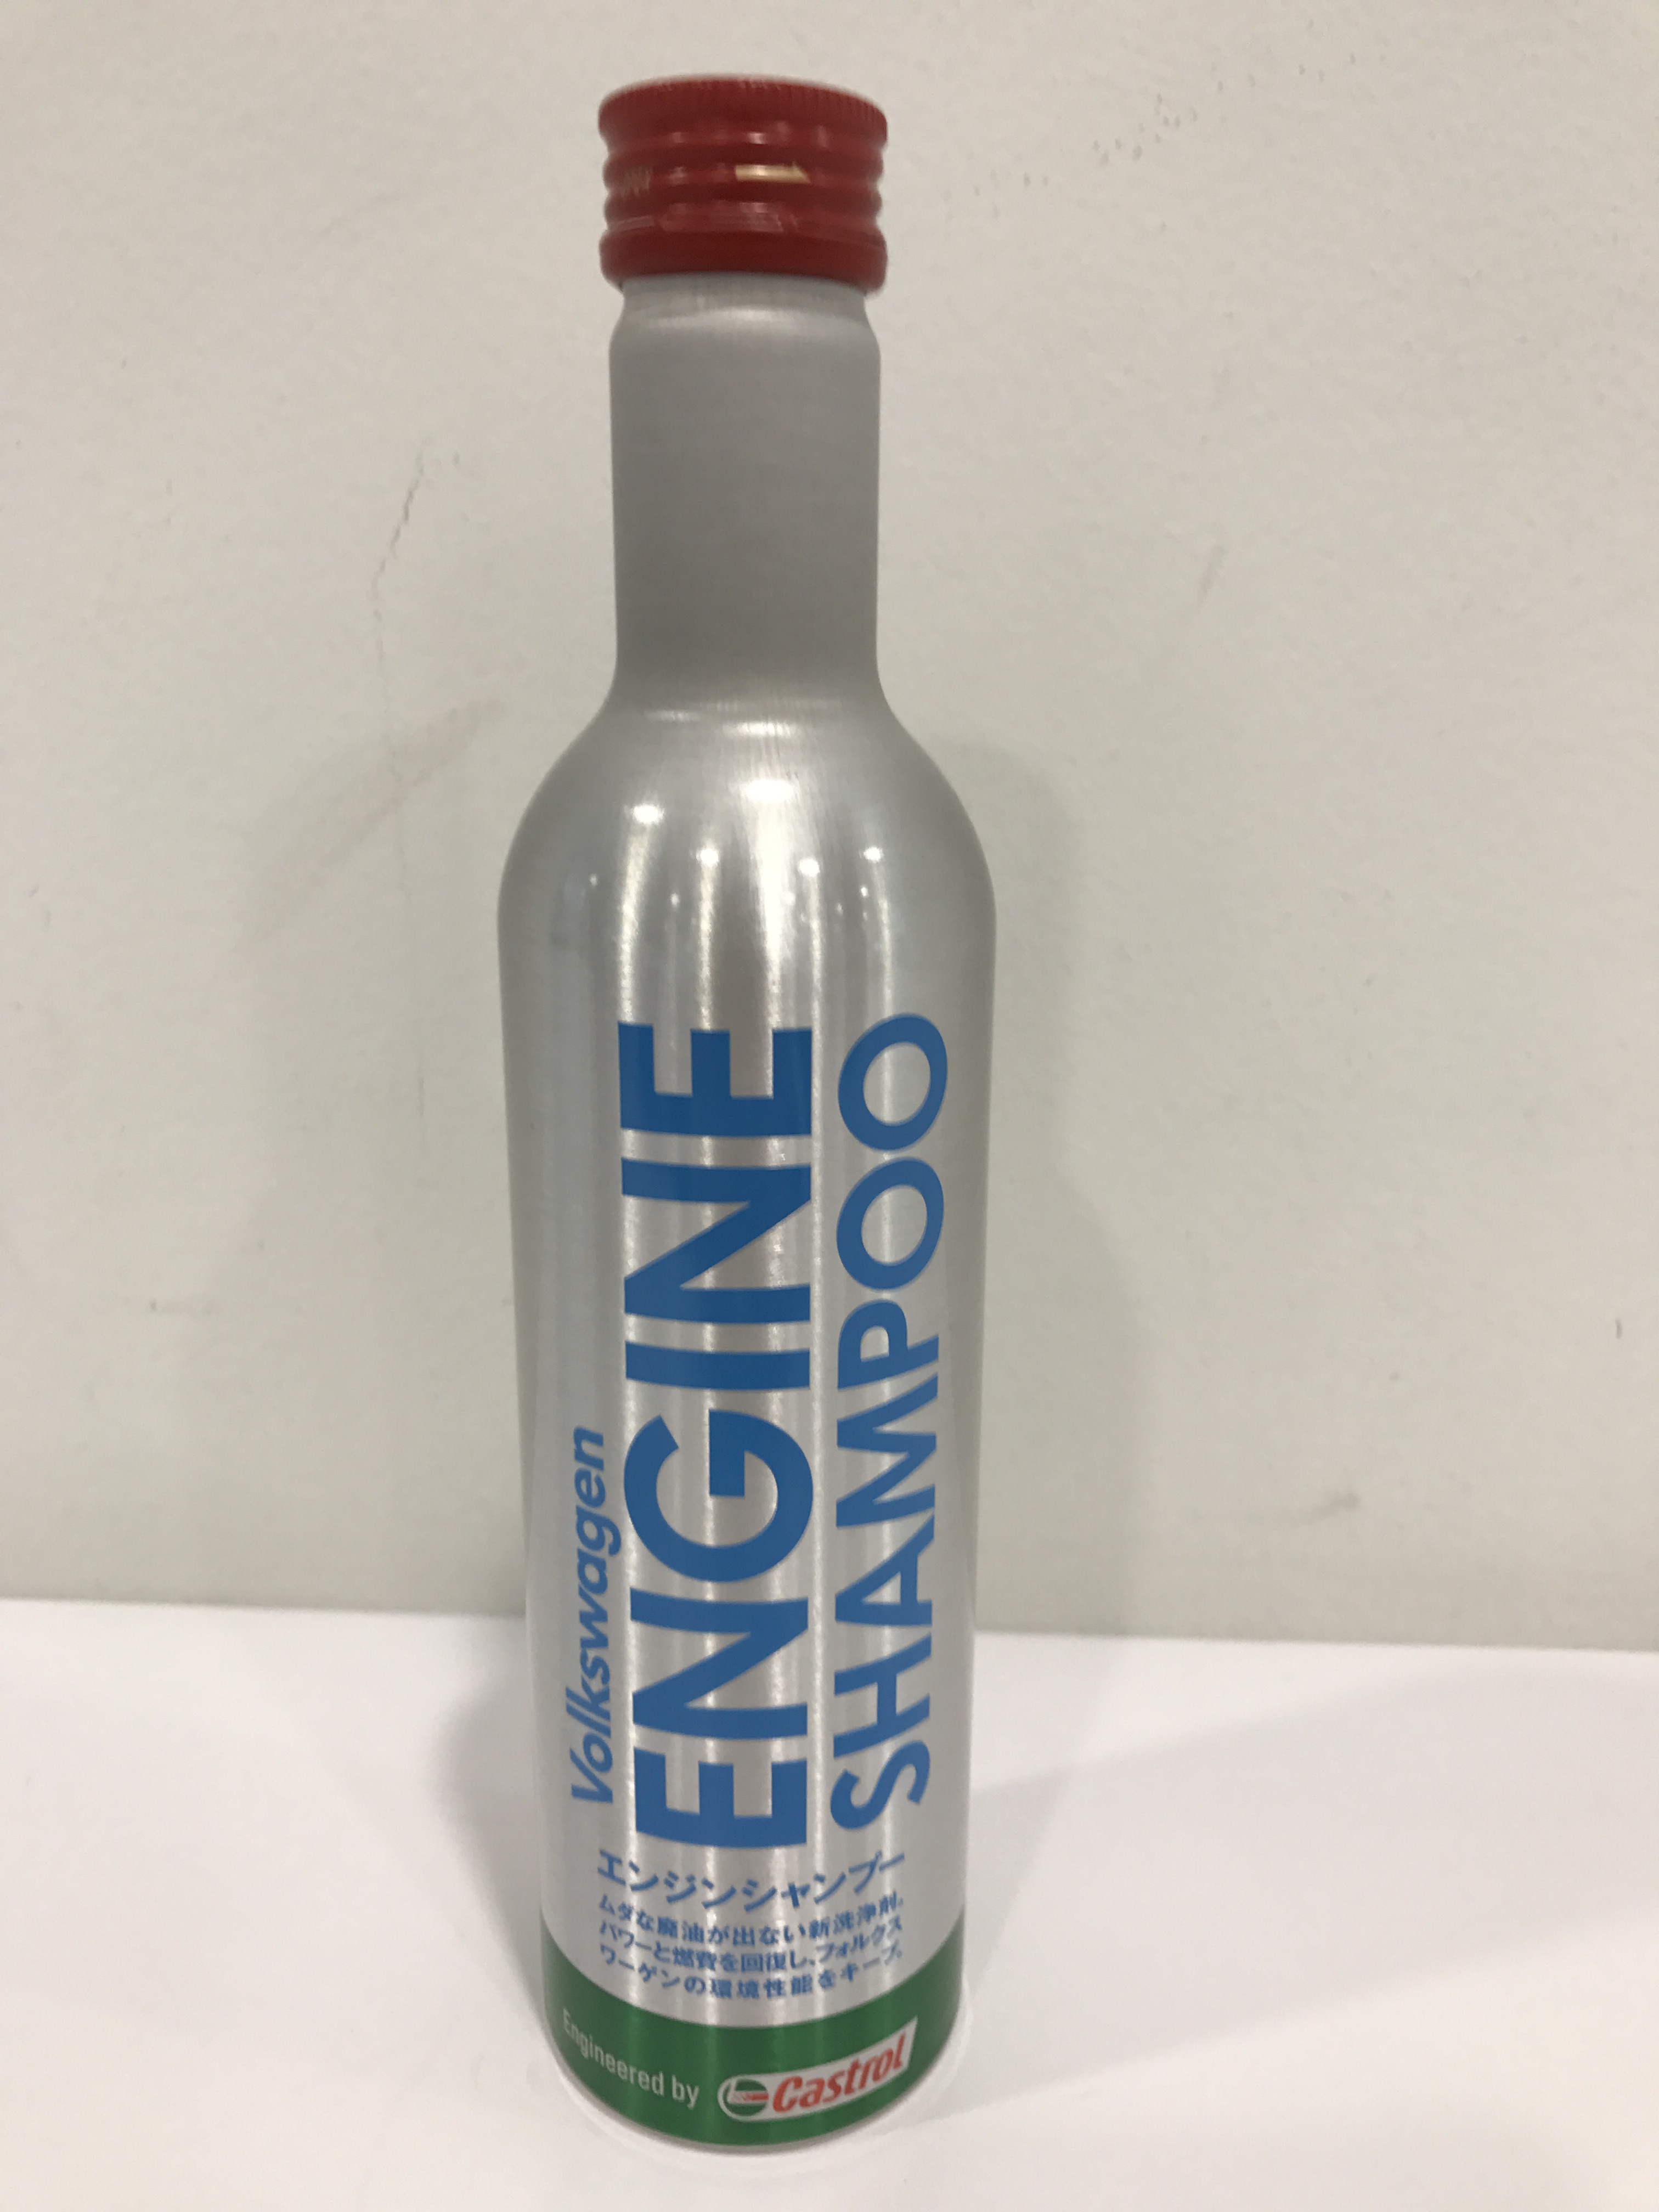 Volkswagen
ENGINE
SHAMPOO
エンジンシャンプー
ムダな廃油が出ない新洗浄剤。
パワーと燃費を回復し、フォルクス
ワーゲンの環境性能をキープ。
Engineered by
Castrol